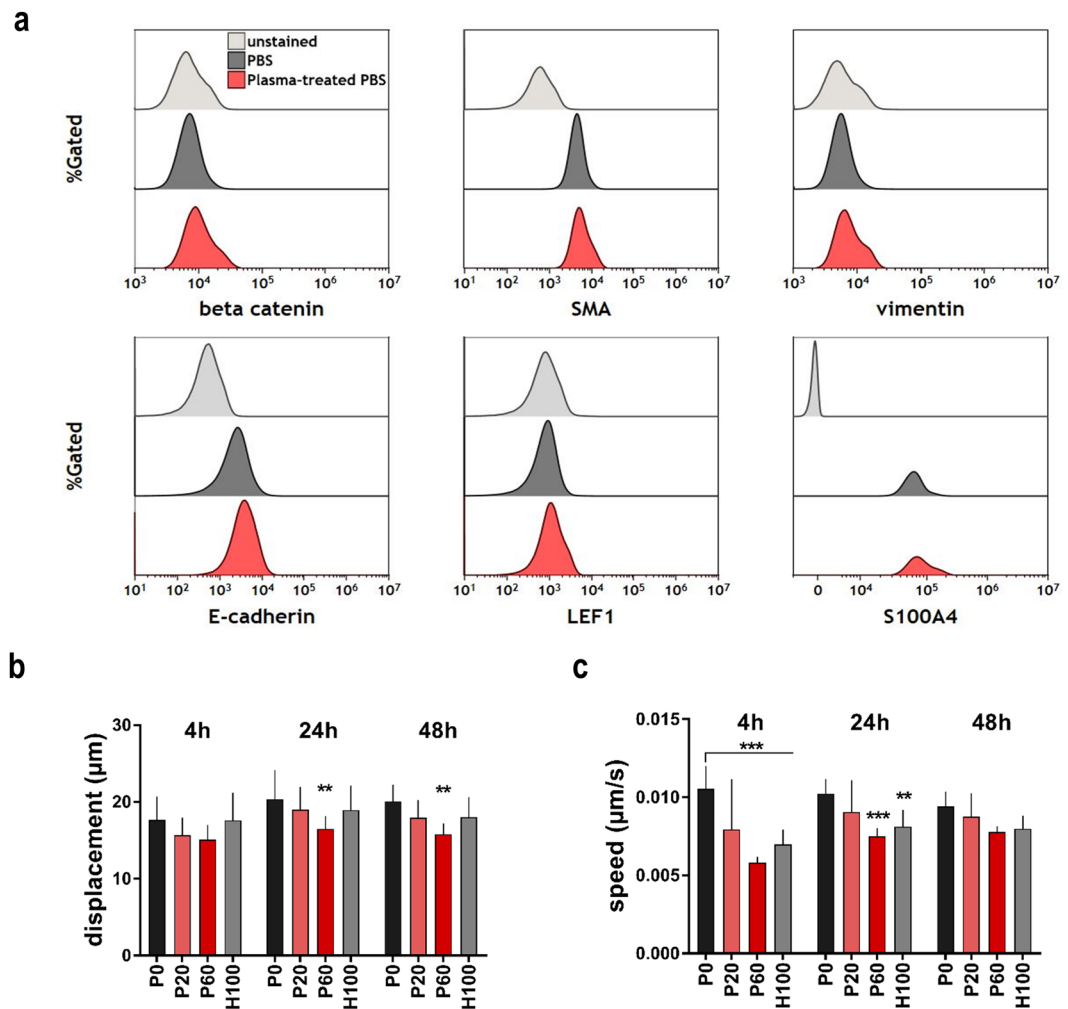 a
unstained
PBS
Plasma-treated PBS
%Gated
10³ 10⁴ 10⁵ 10⁶ 10⁷
beta catenin
10¹ 10² 10³ 10⁴ 10⁵ 10⁶ 10⁷
SMA
10³ 10⁴ 10⁵ 10⁶ 10⁷
vimentin
%Gated
10¹ 10² 10³ 10⁴ 10⁵ 10⁶ 10⁷
E-cadherin
10¹ 10² 10³ 10⁴ 10⁵ 10⁶ 10⁷
LEF1
0 10⁴ 10⁵ 10⁶ 10⁷
S100A4
b
displacement (µm)
30
20
10
0
4h 24h 48h
** **
P0 P20 P60 H100 P0 P20 P60 H100 P0 P20 P60 H100
c
speed (µm/s)
0.015
0.010
0.005
0.000
4h 24h 48h
*** *** **
P0 P20 P60 H100 P0 P20 P60 H100 P0 P20 P60 H100